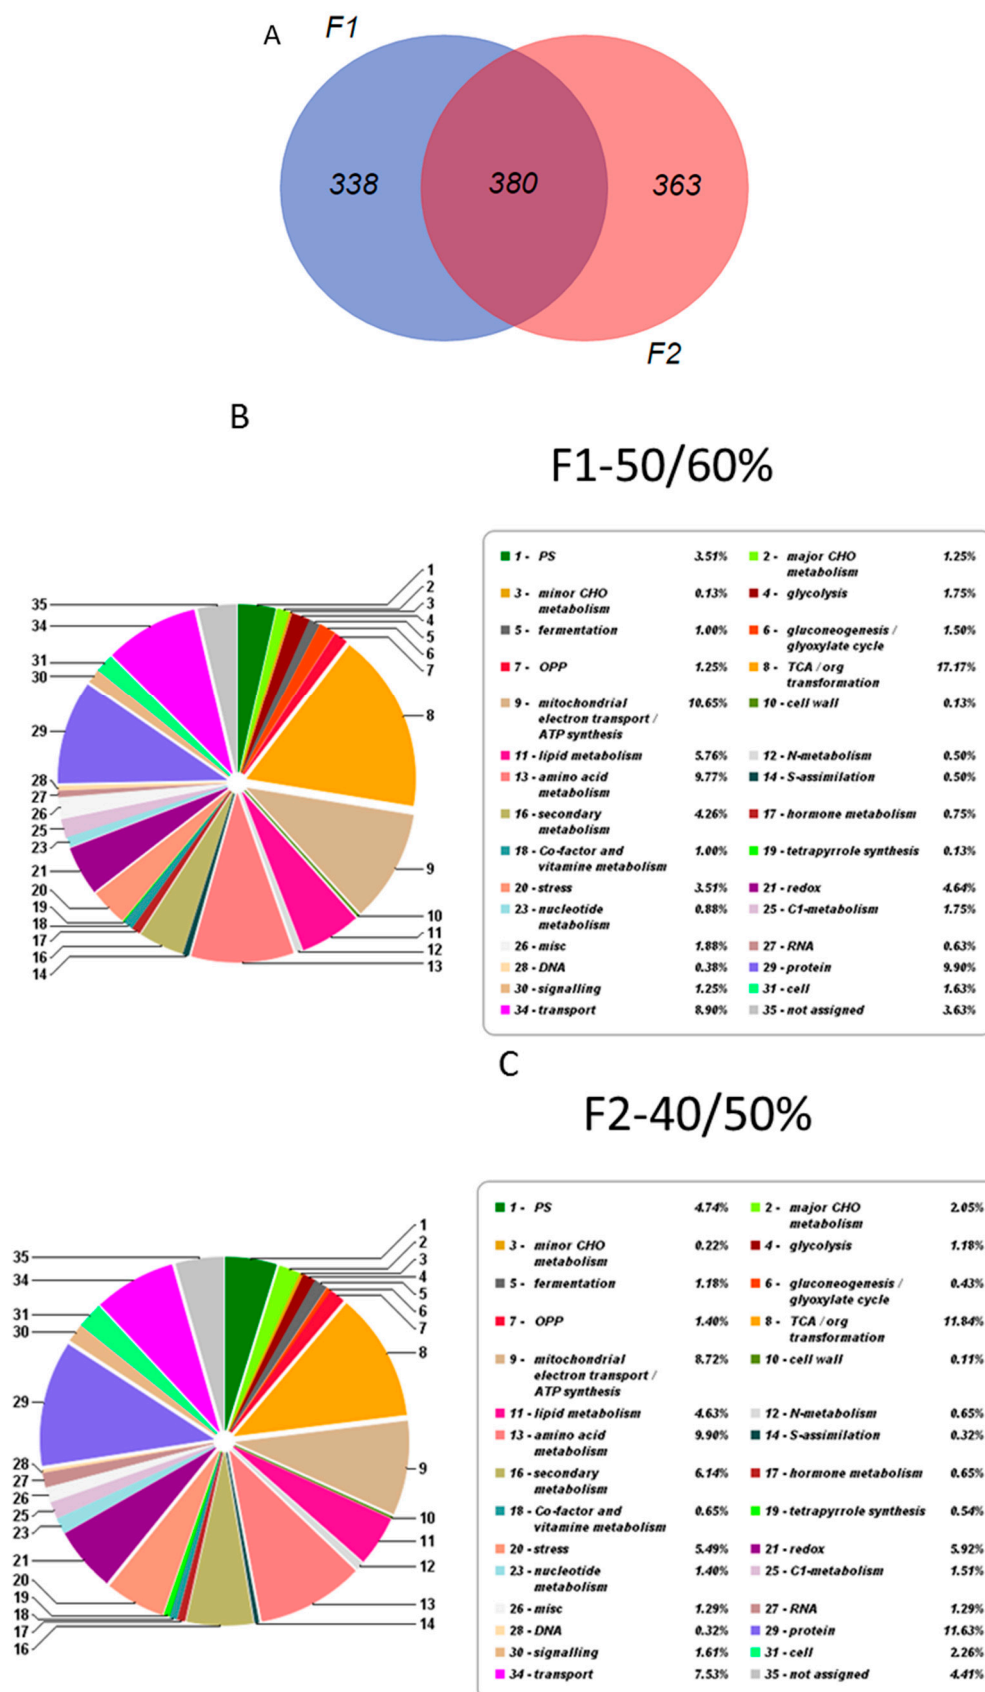 A
F1
338
380
363
F2
B
F1-50/60%
1
2
3
4
5
6
7
8
9
10
11
12
13
14
16
17
18
19
20
21
23
25
26
27
28
29
30
31
34
35
1 - PS 3.51% 2 - major CHO 1.25%
metabolism
3 - minor CHO 0.13% 4 - glycolysis 1.75%
metabolism
5 - fermentation 1.00% 6 - gluconeogenesis / 1.50%
glyoxylate cycle
7 - OPP 1.25% 8 - TCA / org 17.17%
transformation
9 - mitochondrial 10.65% 10 - cell wall 0.13%
electron transport /
ATP synthesis
11 - lipid metabolism 5.76% 12 - N-metabolism 0.50%
13 - amino acid 9.77% 14 - S-assimilation 0.50%
metabolism
16 - secondary 4.26% 17 - hormone metabolism 0.75%
metabolism
18 - Co-factor and 1.00% 19 - tetrapyrrole synthesis 0.13%
vitamine metabolism
20 - stress 3.51% 21 - redox 4.64%
23 - nucleotide 0.88% 25 - C1-metabolism 1.75%
metabolism
26 - misc 1.88% 27 - RNA 0.63%
28 - DNA 0.38% 29 - protein 9.90%
30 - signalling 1.25% 31 - cell 1.63%
34 - transport 8.90% 35 - not assigned 3.63%
C
F2-40/50%
1
2
3
4
5
6
7
8
9
10
11
12
13
14
16
17
18
19
20
21
23
25
26
27
28
29
30
31
34
35
1 - PS 4.74% 2 - major CHO 2.05%
metabolism
3 - minor CHO 0.22% 4 - glycolysis 1.18%
metabolism
5 - fermentation 1.18% 6 - gluconeogenesis / 0.43%
glyoxylate cycle
7 - OPP 1.40% 8 - TCA / org 11.84%
transformation
9 - mitochondrial 8.72% 10 - cell wall 0.11%
electron transport /
ATP synthesis
11 - lipid metabolism 4.63% 12 - N-metabolism 0.65%
13 - amino acid 9.90% 14 - S-assimilation 0.32%
metabolism
16 - secondary 6.14% 17 - hormone metabolism 0.65%
metabolism
18 - Co-factor and 0.65% 19 - tetrapyrrole synthesis 0.54%
vitamine metabolism
20 - stress 5.49% 21 - redox 5.92%
23 - nucleotide 1.40% 25 - C1-metabolism 1.51%
metabolism
26 - misc 1.29% 27 - RNA 1.29%
28 - DNA 0.32% 29 - protein 11.63%
30 - signalling 1.61% 31 - cell 2.26%
34 - transport 7.53% 35 - not assigned 4.41%